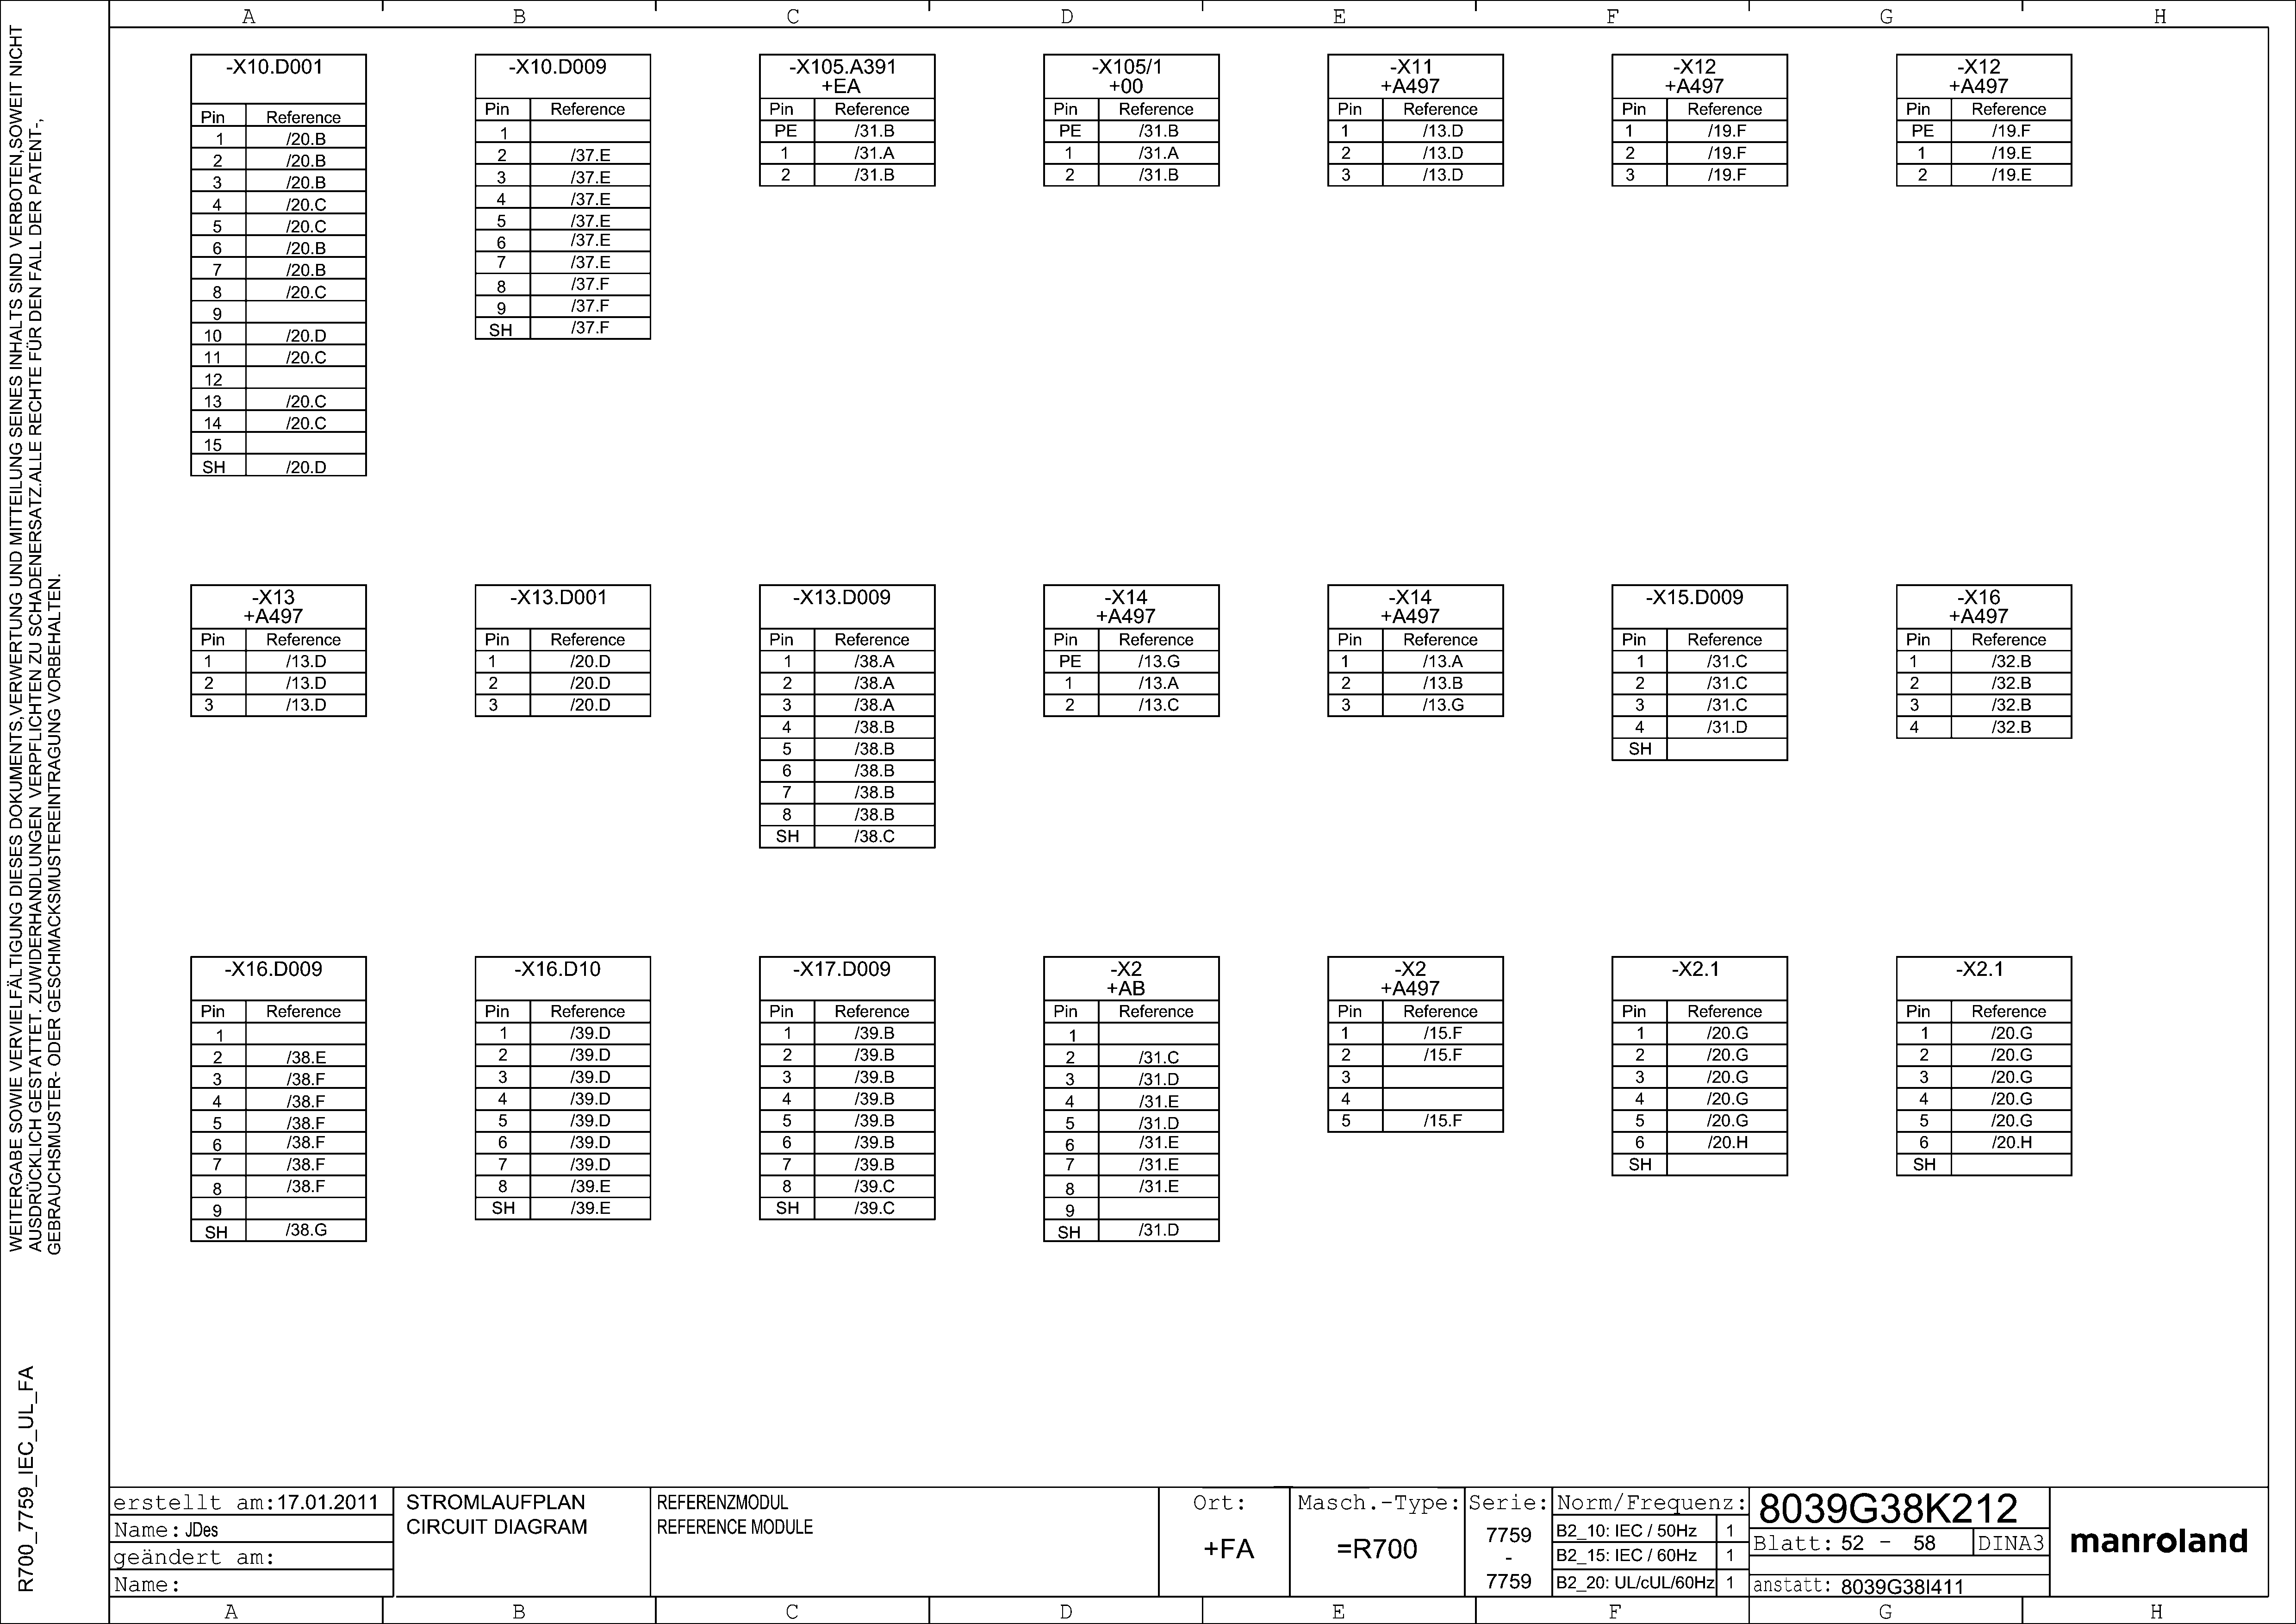 A B C D E F G H
WEITERGABE SOWIE VERVIELFÄLTIGUNG DIESES DOKUMENTS,VERWERTUNG UND MITTEILUNG SEINES INHALTS SIND VERBOTEN,SOWEIT NICHT
AUSDRÜCKLICH GESTATTET. ZUWIDERHANDLUNGEN VERPFLICHTEN ZU SCHADENERSATZ.ALLE RECHTE FÜR DEN FALL DER PATENT-,
GEBRAUCHSMUSTER- ODER GESCHMACKSMUSTEREINTRAGUNG VORBEHALTEN.
R700_7759_IEC_UL_FA
-X10.D001
Pin Reference
1 /20.B
2 /20.B
3 /20.B
4 /20.C
5 /20.C
6 /20.B
7 /20.B
8 /20.C
9
10 /20.D
11 /20.C
12
13 /20.C
14 /20.C
15
SH /20.D
-X10.D009
Pin Reference
1
2 /37.E
3 /37.E
4 /37.E
5 /37.E
6 /37.E
7 /37.E
8 /37.F
9 /37.F
SH /37.F
-X105.A391
+EA
Pin Reference
PE /31.B
1 /31.A
2 /31.B
-X105/1
+00
Pin Reference
PE /31.B
1 /31.A
2 /31.B
-X11
+A497
Pin Reference
1 /13.D
2 /13.D
3 /13.D
-X12
+A497
Pin Reference
1 /19.F
2 /19.F
3 /19.F
-X12
+A497
Pin Reference
PE /19.F
1 /19.E
2 /19.E
-X13
+A497
Pin Reference
1 /13.D
2 /13.D
3 /13.D
-X13.D001
Pin Reference
1 /20.D
2 /20.D
3 /20.D
-X13.D009
Pin Reference
1 /38.A
2 /38.A
3 /38.A
4 /38.B
5 /38.B
6 /38.B
7 /38.B
8 /38.B
SH /38.C
-X14
+A497
Pin Reference
PE /13.G
1 /13.A
2 /13.C
-X14
+A497
Pin Reference
1 /13.A
2 /13.B
3 /13.G
-X15.D009
Pin Reference
1 /31.C
2 /31.C
3 /31.C
4 /31.D
SH
-X16
+A497
Pin Reference
1 /32.B
2 /32.B
3 /32.B
4 /32.B
-X16.D009
Pin Reference
1
2 /38.E
3 /38.F
4 /38.F
5 /38.F
6 /38.F
7 /38.F
8 /38.F
9
SH /38.G
-X16.D10
Pin Reference
1 /39.D
2 /39.D
3 /39.D
4 /39.D
5 /39.D
6 /39.D
7 /39.D
8 /39.E
SH /39.E
-X17.D009
Pin Reference
1 /39.B
2 /39.B
3 /39.B
4 /39.B
5 /39.B
6 /39.B
7 /39.B
8 /39.C
SH /39.C
-X2
+AB
Pin Reference
1
2 /31.C
3 /31.D
4 /31.E
5 /31.D
6 /31.E
7 /31.E
8 /31.E
9
SH /31.D
-X2
+A497
Pin Reference
1 /15.F
2 /15.F
3
4
5 /15.F
-X2.1
Pin Reference
1 /20.G
2 /20.G
3 /20.G
4 /20.G
5 /20.G
6 /20.H
SH
-X2.1
Pin Reference
1 /20.G
2 /20.G
3 /20.G
4 /20.G
5 /20.G
6 /20.H
SH
erstellt am:17.01.2011
Name: JDes
geändert am:
Name:
STROMLAUFPLAN
CIRCUIT DIAGRAM
REFERENZMODUL
REFERENCE MODULE
Ort:
+FA
Masch.-Type:
=R700
Serie:
7759
-
7759
Norm/Frequenz:
B2_10: IEC / 50Hz 1
B2_15: IEC / 60Hz 1
B2_20: UL/cUL/60Hz 1
8039G38K212
Blatt: 52 - 58 DINA3
anstatt: 8039G38I411
manroland
A B C D E F G H